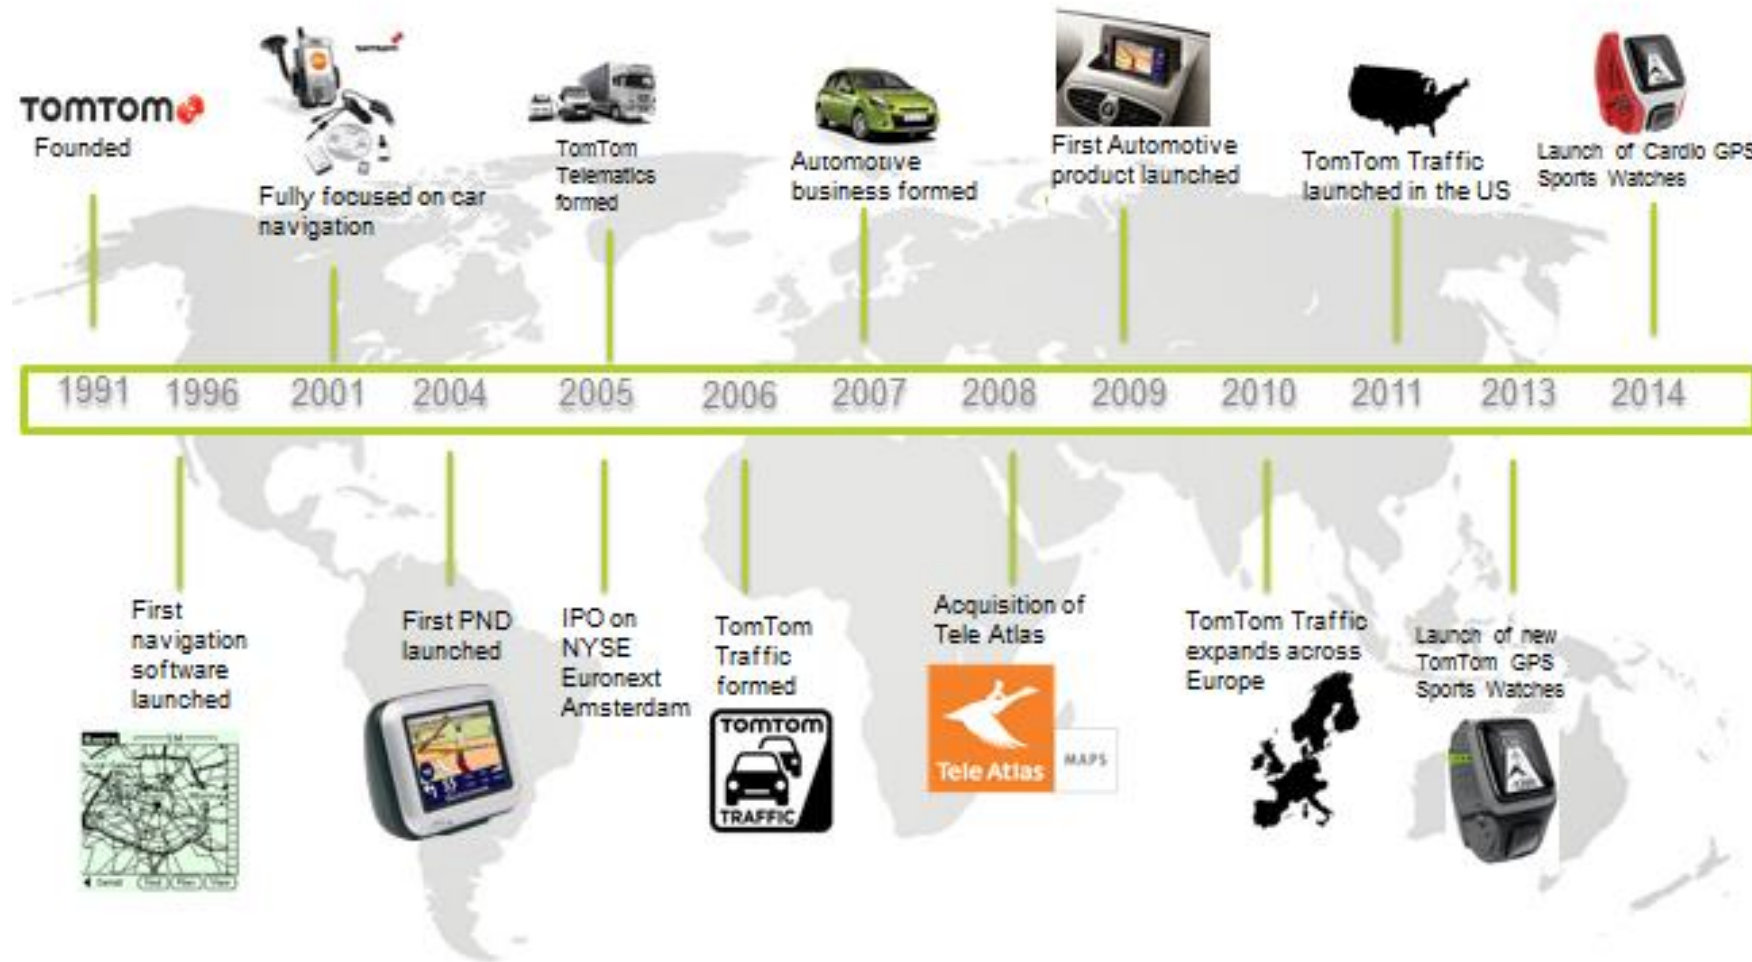 TOMTOM
Founded
Fully focused on car
navigation
TomTom
Telematics
formed
Automotive
business formed
First Automotive
product launched
TomTom Traffic
launched in the US
Launch of Cardio GPS
Sports Watches
1991 1996 2001 2004 2005 2006 2007 2008 2009 2010 2011 2013 2014
First
navigation
software
launched
First PND
launched
IPO on
NYSE
Euronext
Amsterdam
TomTom
Traffic
formed
TOMTOM
TRAFFIC
Acquisition of
Tele Atlas
Tele Atlas
MAPS
TomTom Traffic
expands across
Europe
Launch of new
TomTom GPS
Sports Watches